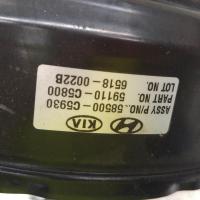 KIA
ASSY P/NO..58500-C5930
PART NO. 59110-C5800
LOT NO. 6518-0022B